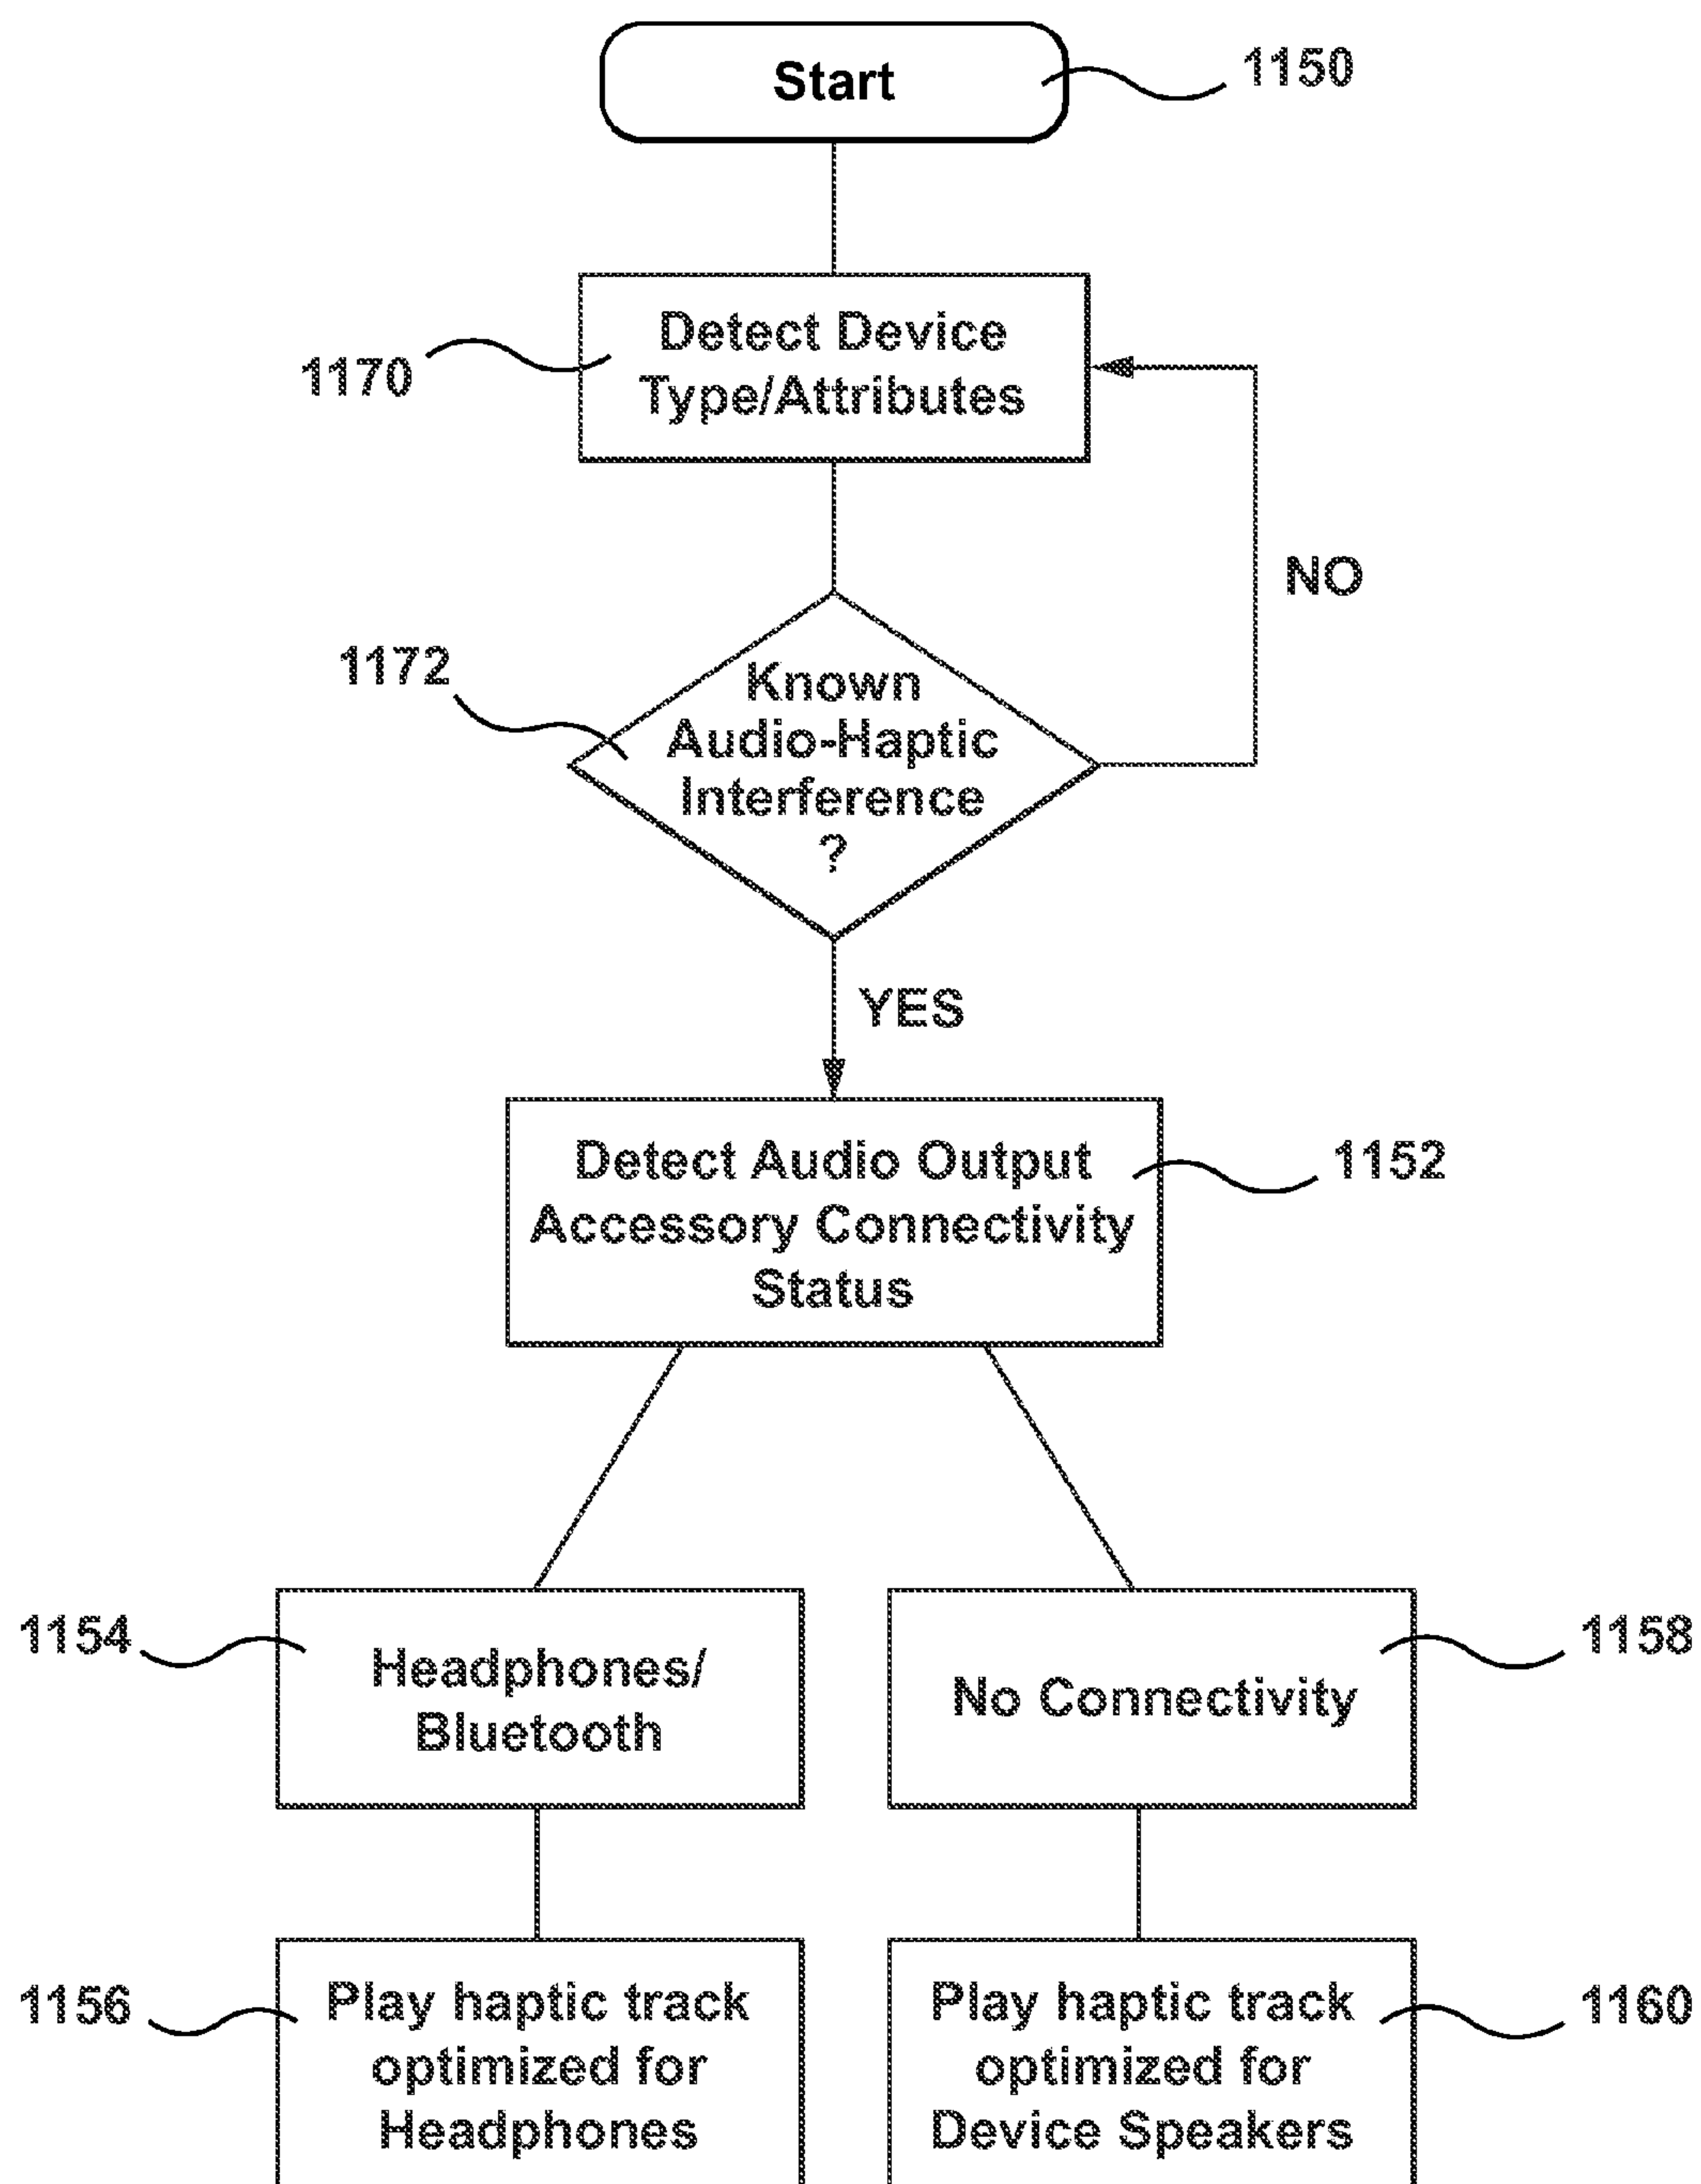 Start
1150
Detect Device
Type/Attributes
1170
NO
1172
Known
Audio-Haptic
Interference
?
YES
Detect Audio Output
Accessory Connectivity
Status
1152
1154
Headphones/
Bluetooth
No Connectivity
1158
1156
Play haptic track
optimized for
Headphones
Play haptic track
optimized for
Device Speakers
1160